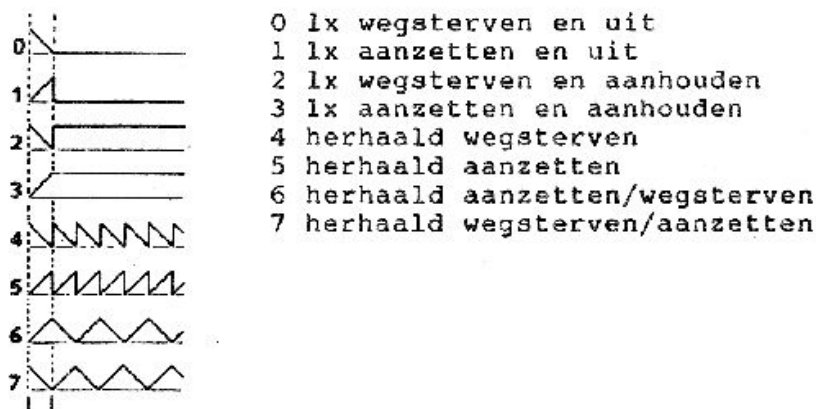 0 1x wegsterven en uit
1 1x aanzetten en uit
2 1x wegsterven en aanhouden
3 1x aanzetten en aanhouden
4 herhaald wegsterven
5 herhaald aanzetten
6 herhaald aanzetten/wegsterven
7 herhaald wegsterven/aanzetten
0
1
2
3
4
5
6
7